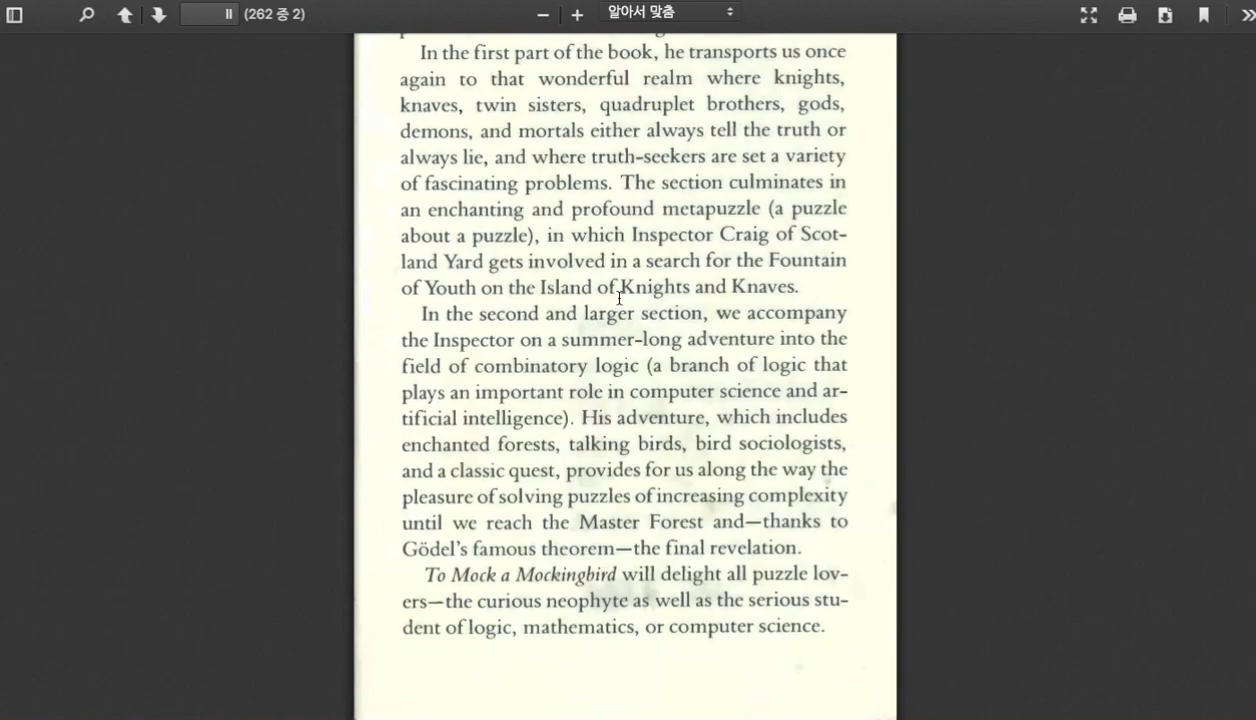 II
(262 중 2)
알아서 맞춤
In the first part of the book, he transports us once
again to that wonderful realm where knights,
knaves, twin sisters, quadruplet brothers, gods,
demons, and mortals either always tell the truth or
always lie, and where truth-seekers are set a variety
of fascinating problems. The section culminates in
an enchanting and profound metapuzzle (a puzzle
about a puzzle), in which Inspector Craig of Scot-
land Yard gets involved in a search for the Fountain
of Youth on the Island of Knights and Knaves.
In the second and larger section, we accompany
the Inspector on a summer-long adventure into the
field of combinatory logic (a branch of logic that
plays an important role in computer science and ar-
tificial intelligence). His adventure, which includes
enchanted forests, talking birds, bird sociologists,
and a classic quest, provides for us along the way the
pleasure of solving puzzles of increasing complexity
until we reach the Master Forest and—thanks to
Gödel's famous theorem—the final revelation.
To Mock a Mockingbird will delight all puzzle lov-
ers—the curious neophyte as well as the serious stu-
dent of logic, mathematics, or computer science.